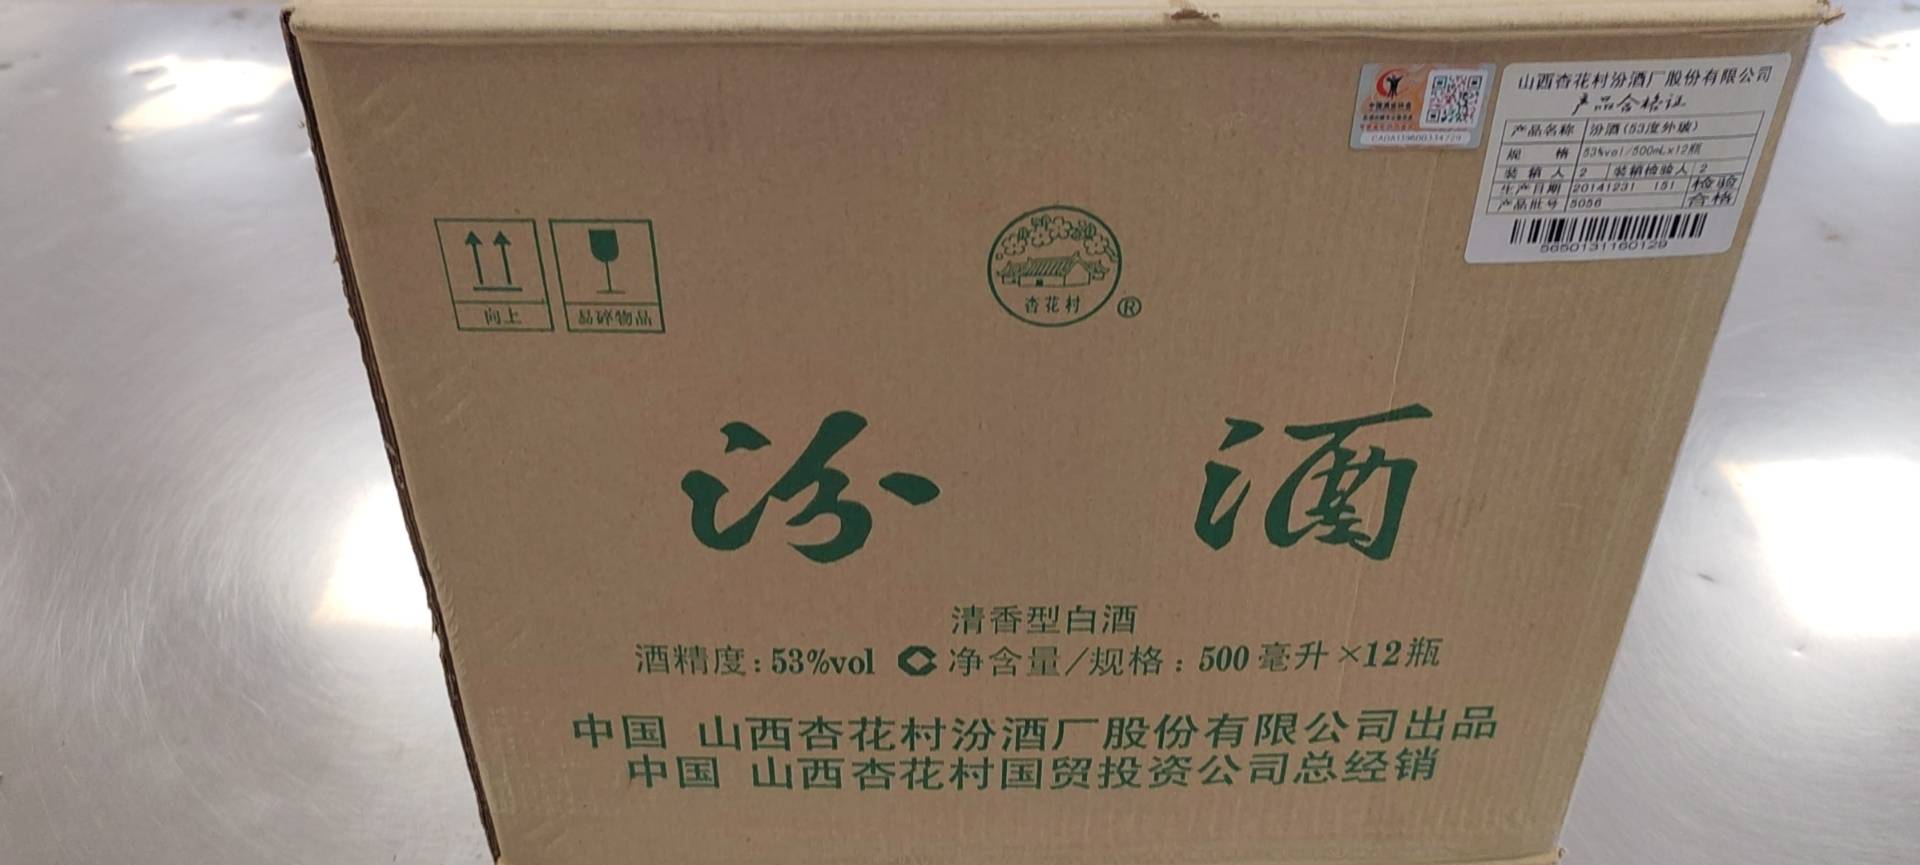 山西杏花村汾酒厂股份有限公司
产品合格证
产品名称 汾酒(53度外玻)
规格 53%vol/500mL×12瓶
装箱人 2 装箱检验人 2
生产日期 20141231 151 检验
产品批号 5056 合格
5650131160129
向上
易碎物品
杏花村
®
汾酒
清香型白酒
酒精度:53%vol 净含量/规格:500毫升×12瓶
中国 山西杏花村汾酒厂股份有限公司出品
中国 山西杏花村国贸投资公司总经销